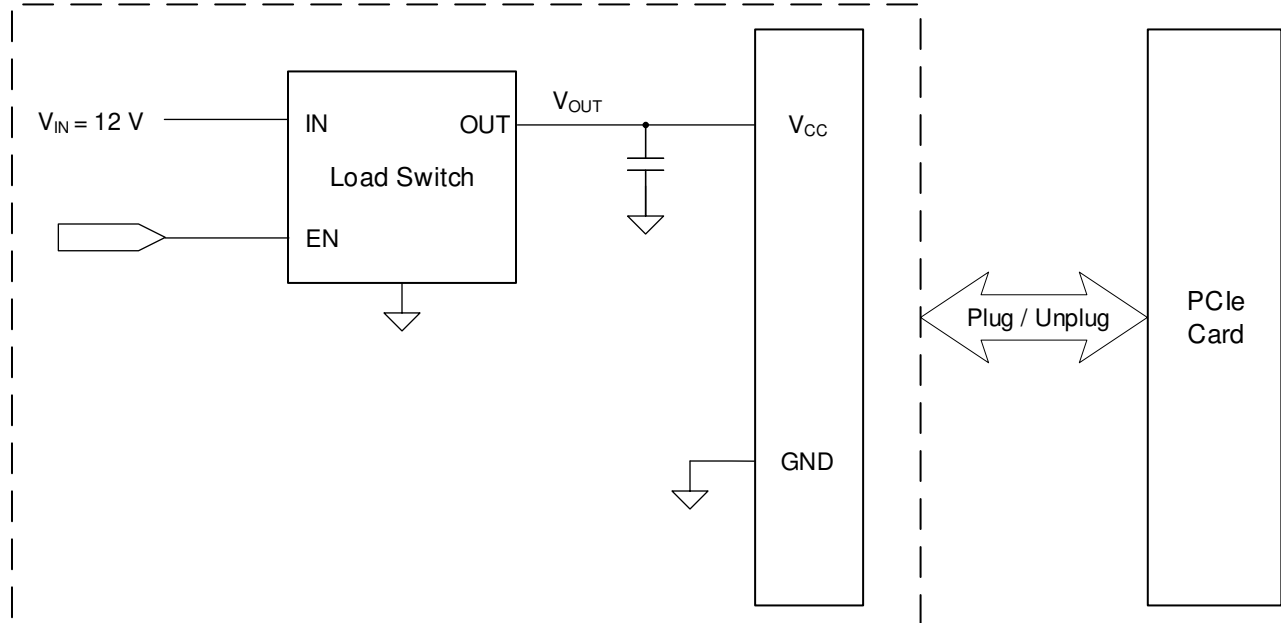 V_IN = 12 V
IN
OUT
Load Switch
EN
V_OUT
V_CC
GND
Plug / Unplug
PCIe
Card